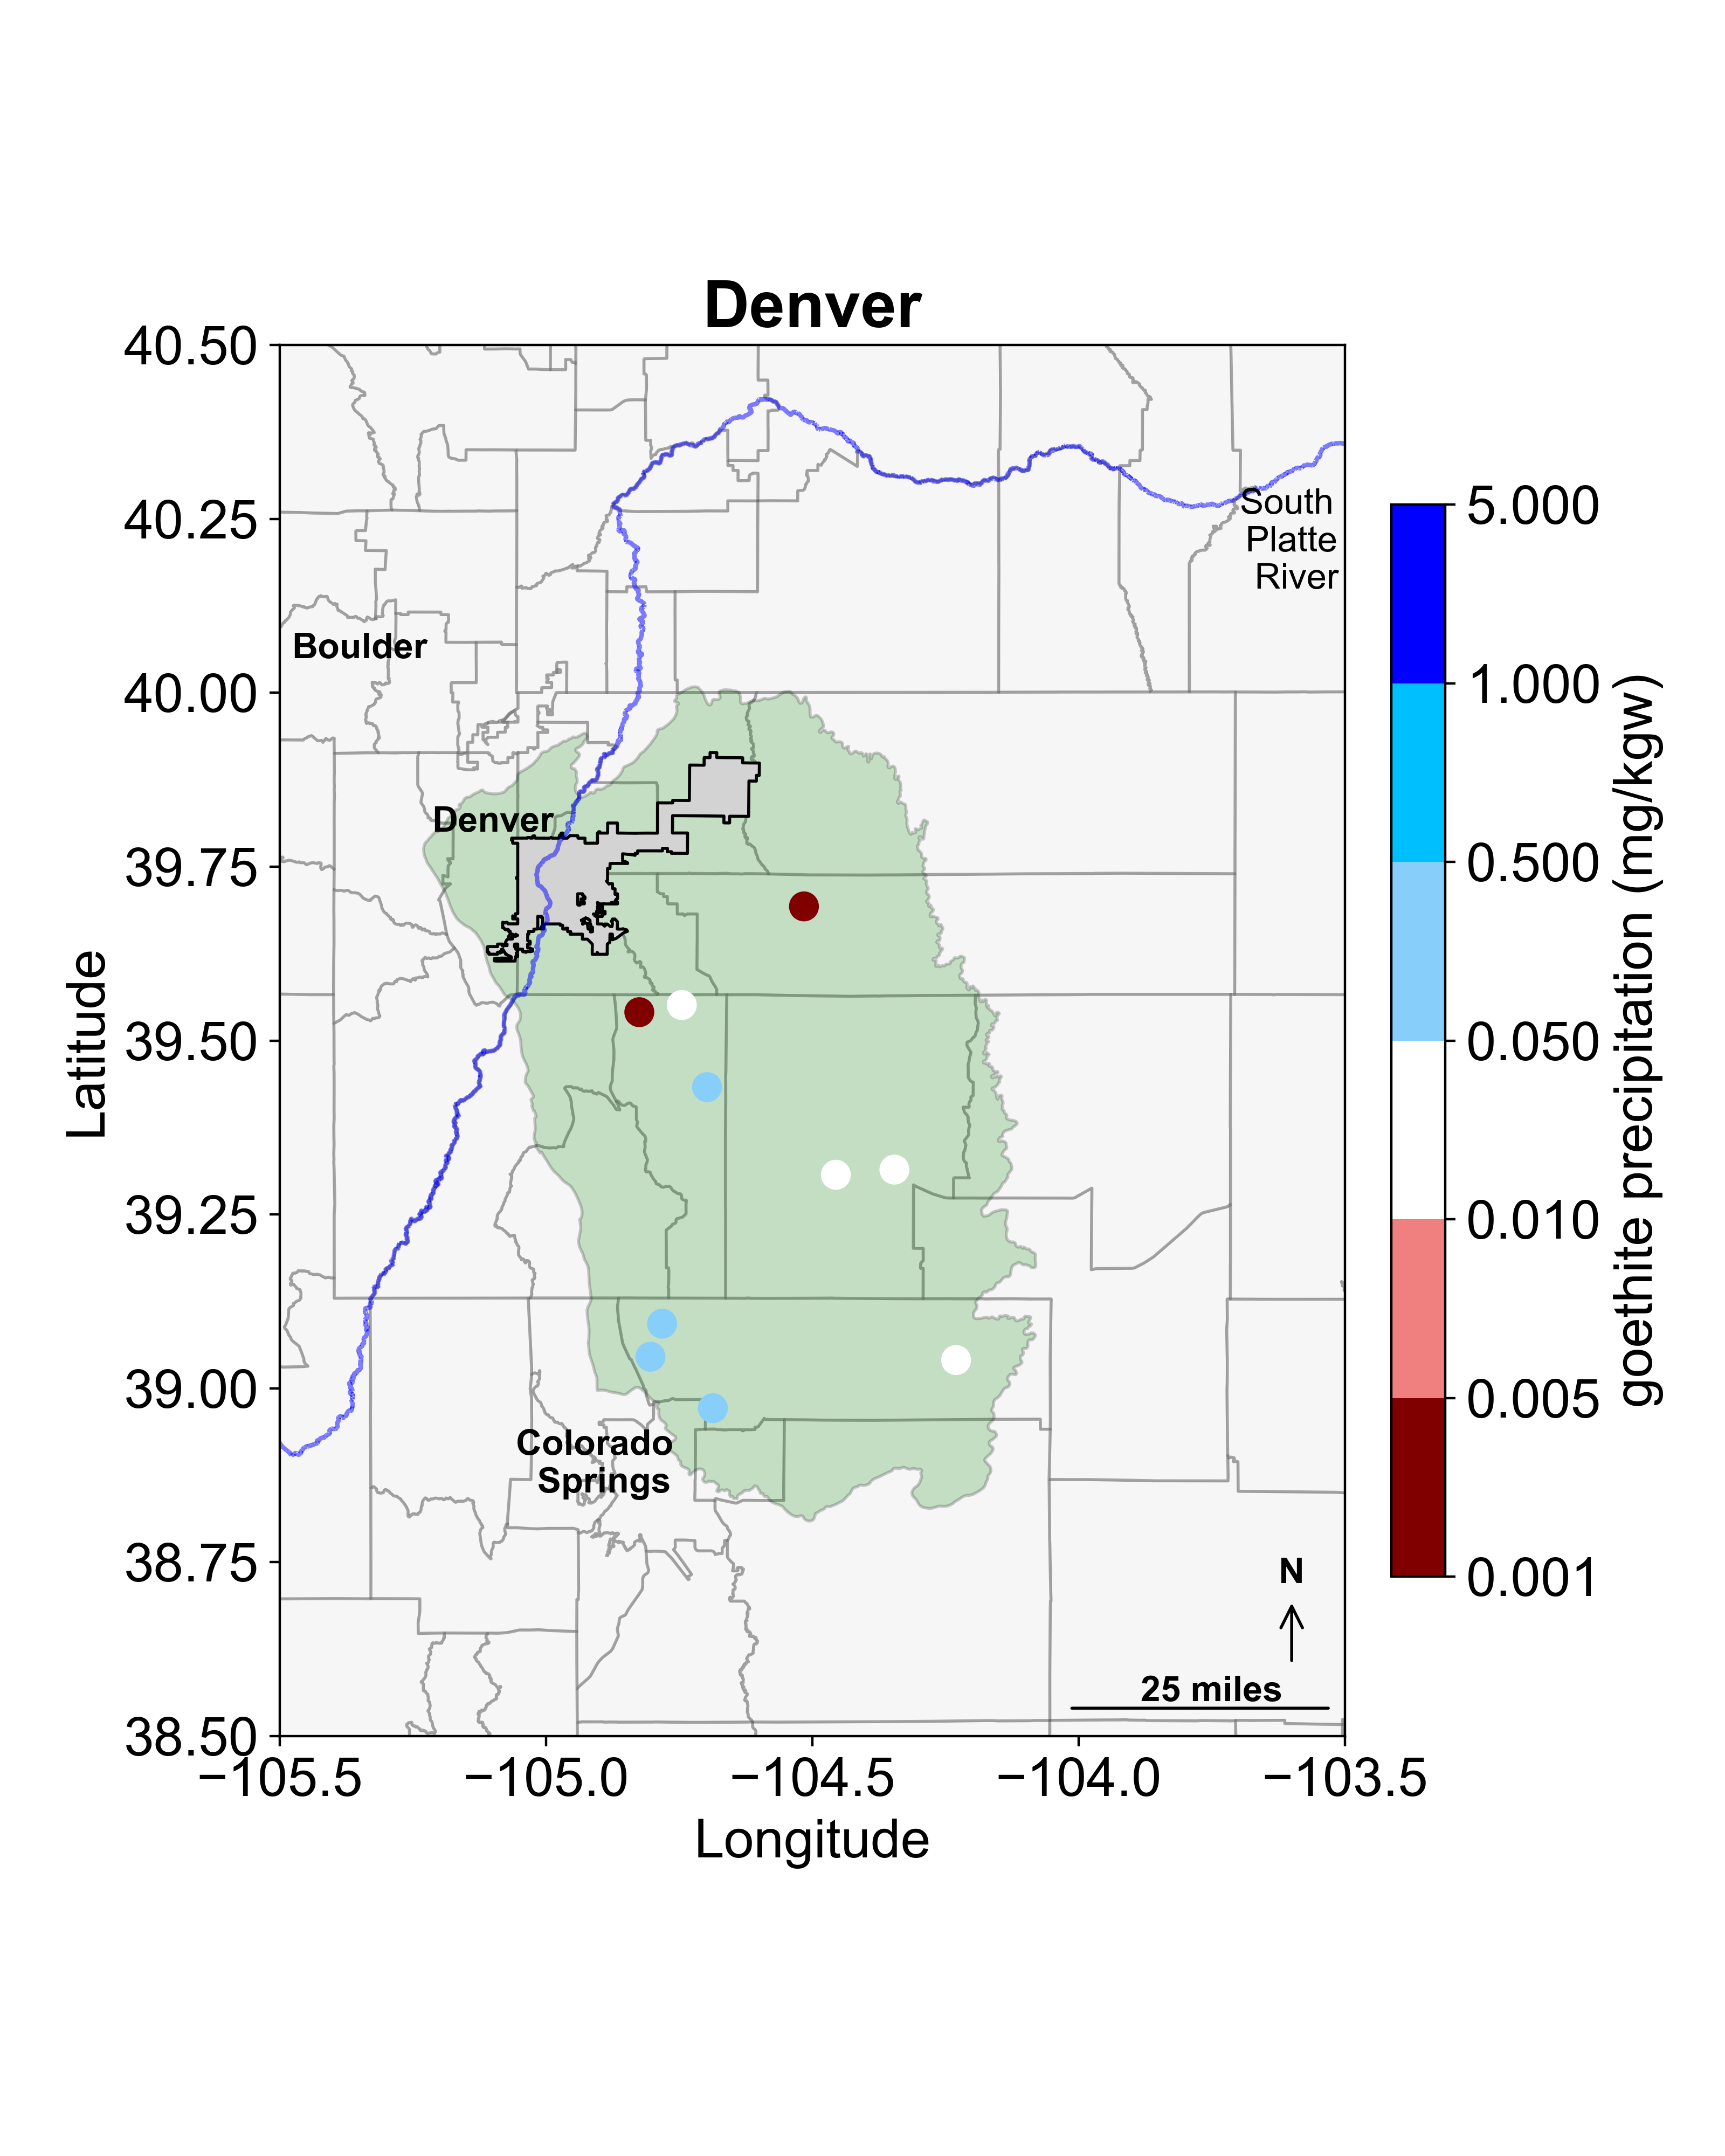 Denver
40.50
40.25
40.00
39.75
39.50
39.25
39.00
38.75
38.50
Latitude
−105.5
−105.0
−104.5
−104.0
−103.5
Longitude
South
Platte
River
Boulder
Denver
Colorado
Springs
N
25 miles
5.000
1.000
0.500
0.050
0.010
0.005
0.001
goethite precipitation (mg/kgw)